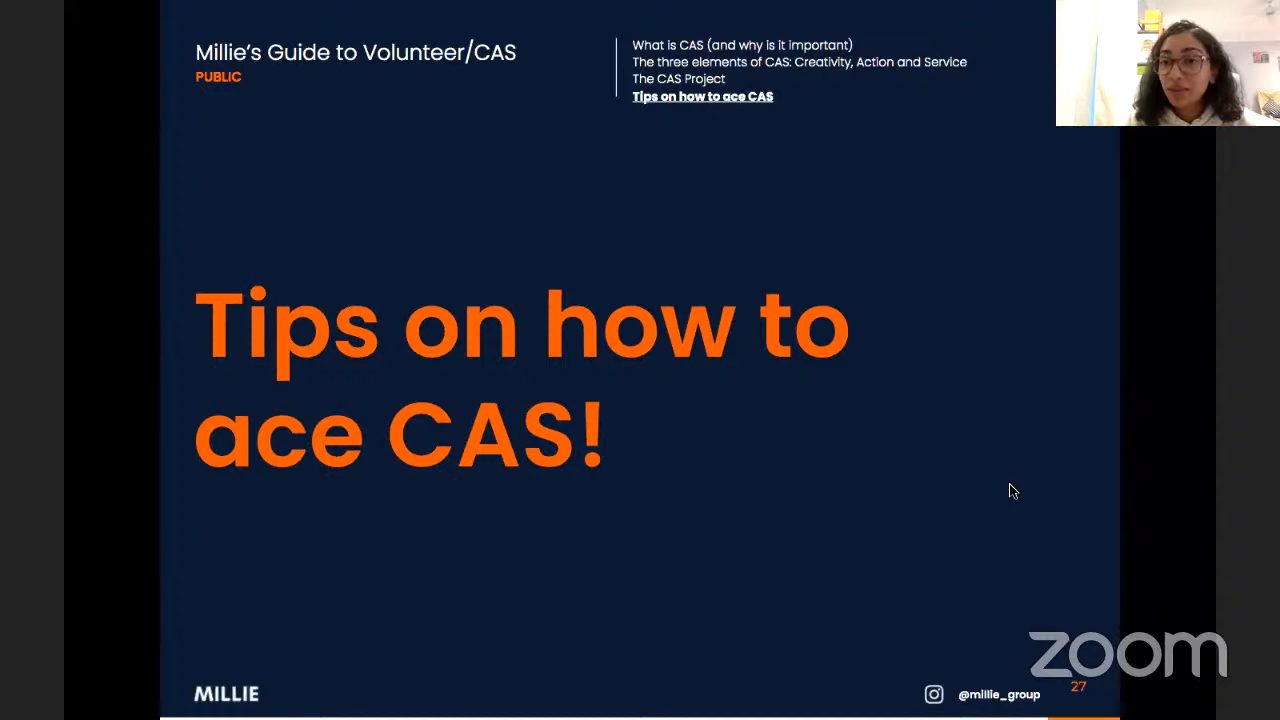 Millie's Guide to Volunteer/CAS
PUBLIC
What is CAS (and why is it important)
The three elements of CAS: Creativity, Action and Service
The CAS Project
Tips on how to ace CAS
Tips on how to
ace CAS!
zoom
MILLIE
@millie_group
27